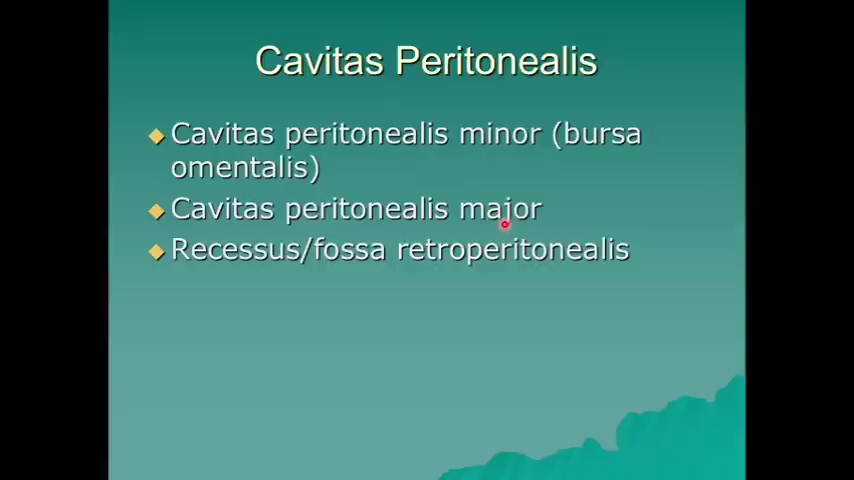 Cavitas Peritonealis
Cavitas peritonealis minor (bursa
omentalis)
Cavitas peritonealis major
Recessus/fossa retroperitonealis